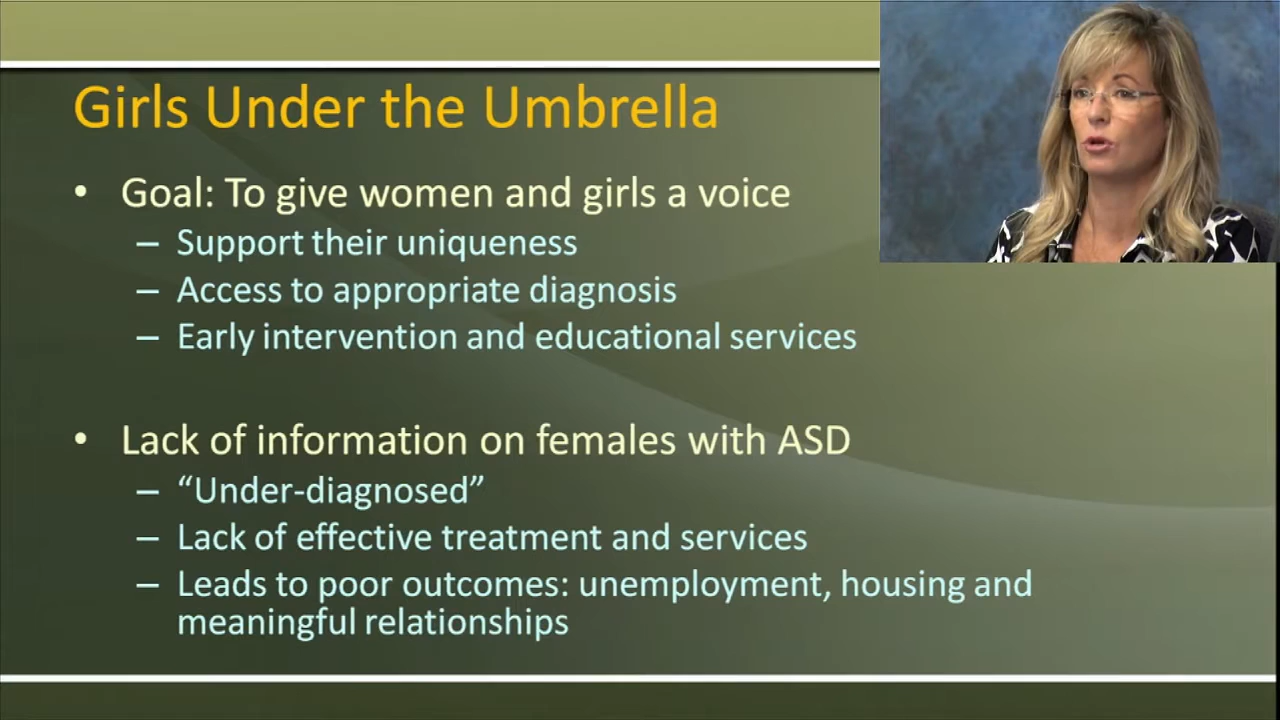 Girls Under the Umbrella
• Goal: To give women and girls a voice
– Support their uniqueness
– Access to appropriate diagnosis
– Early intervention and educational services
• Lack of information on females with ASD
– “Under-diagnosed”
– Lack of effective treatment and services
– Leads to poor outcomes: unemployment, housing and
meaningful relationships